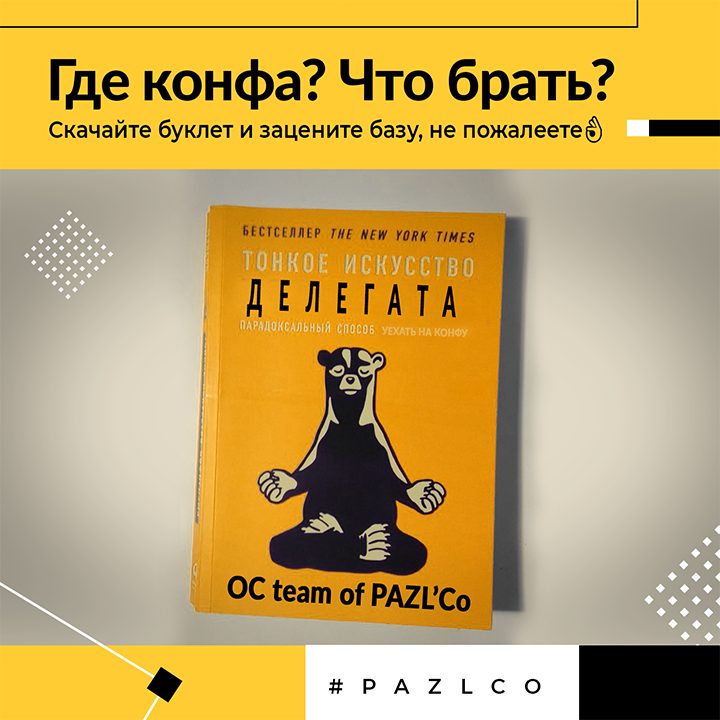 Где конфа? Что брать?
Скачайте буклет и зацените базу, не пожалеете👌
БЕСТСЕЛЛЕР THE NEW YORK TIMES
ТОНКОЕ ИСКУССТВО
ДЕЛЕГАТА
ПАРАДОКСАЛЬНЫЙ СПОСОБ УЕХАТЬ НА КОНФУ
OC team of PAZL'Co
#PAZLCO